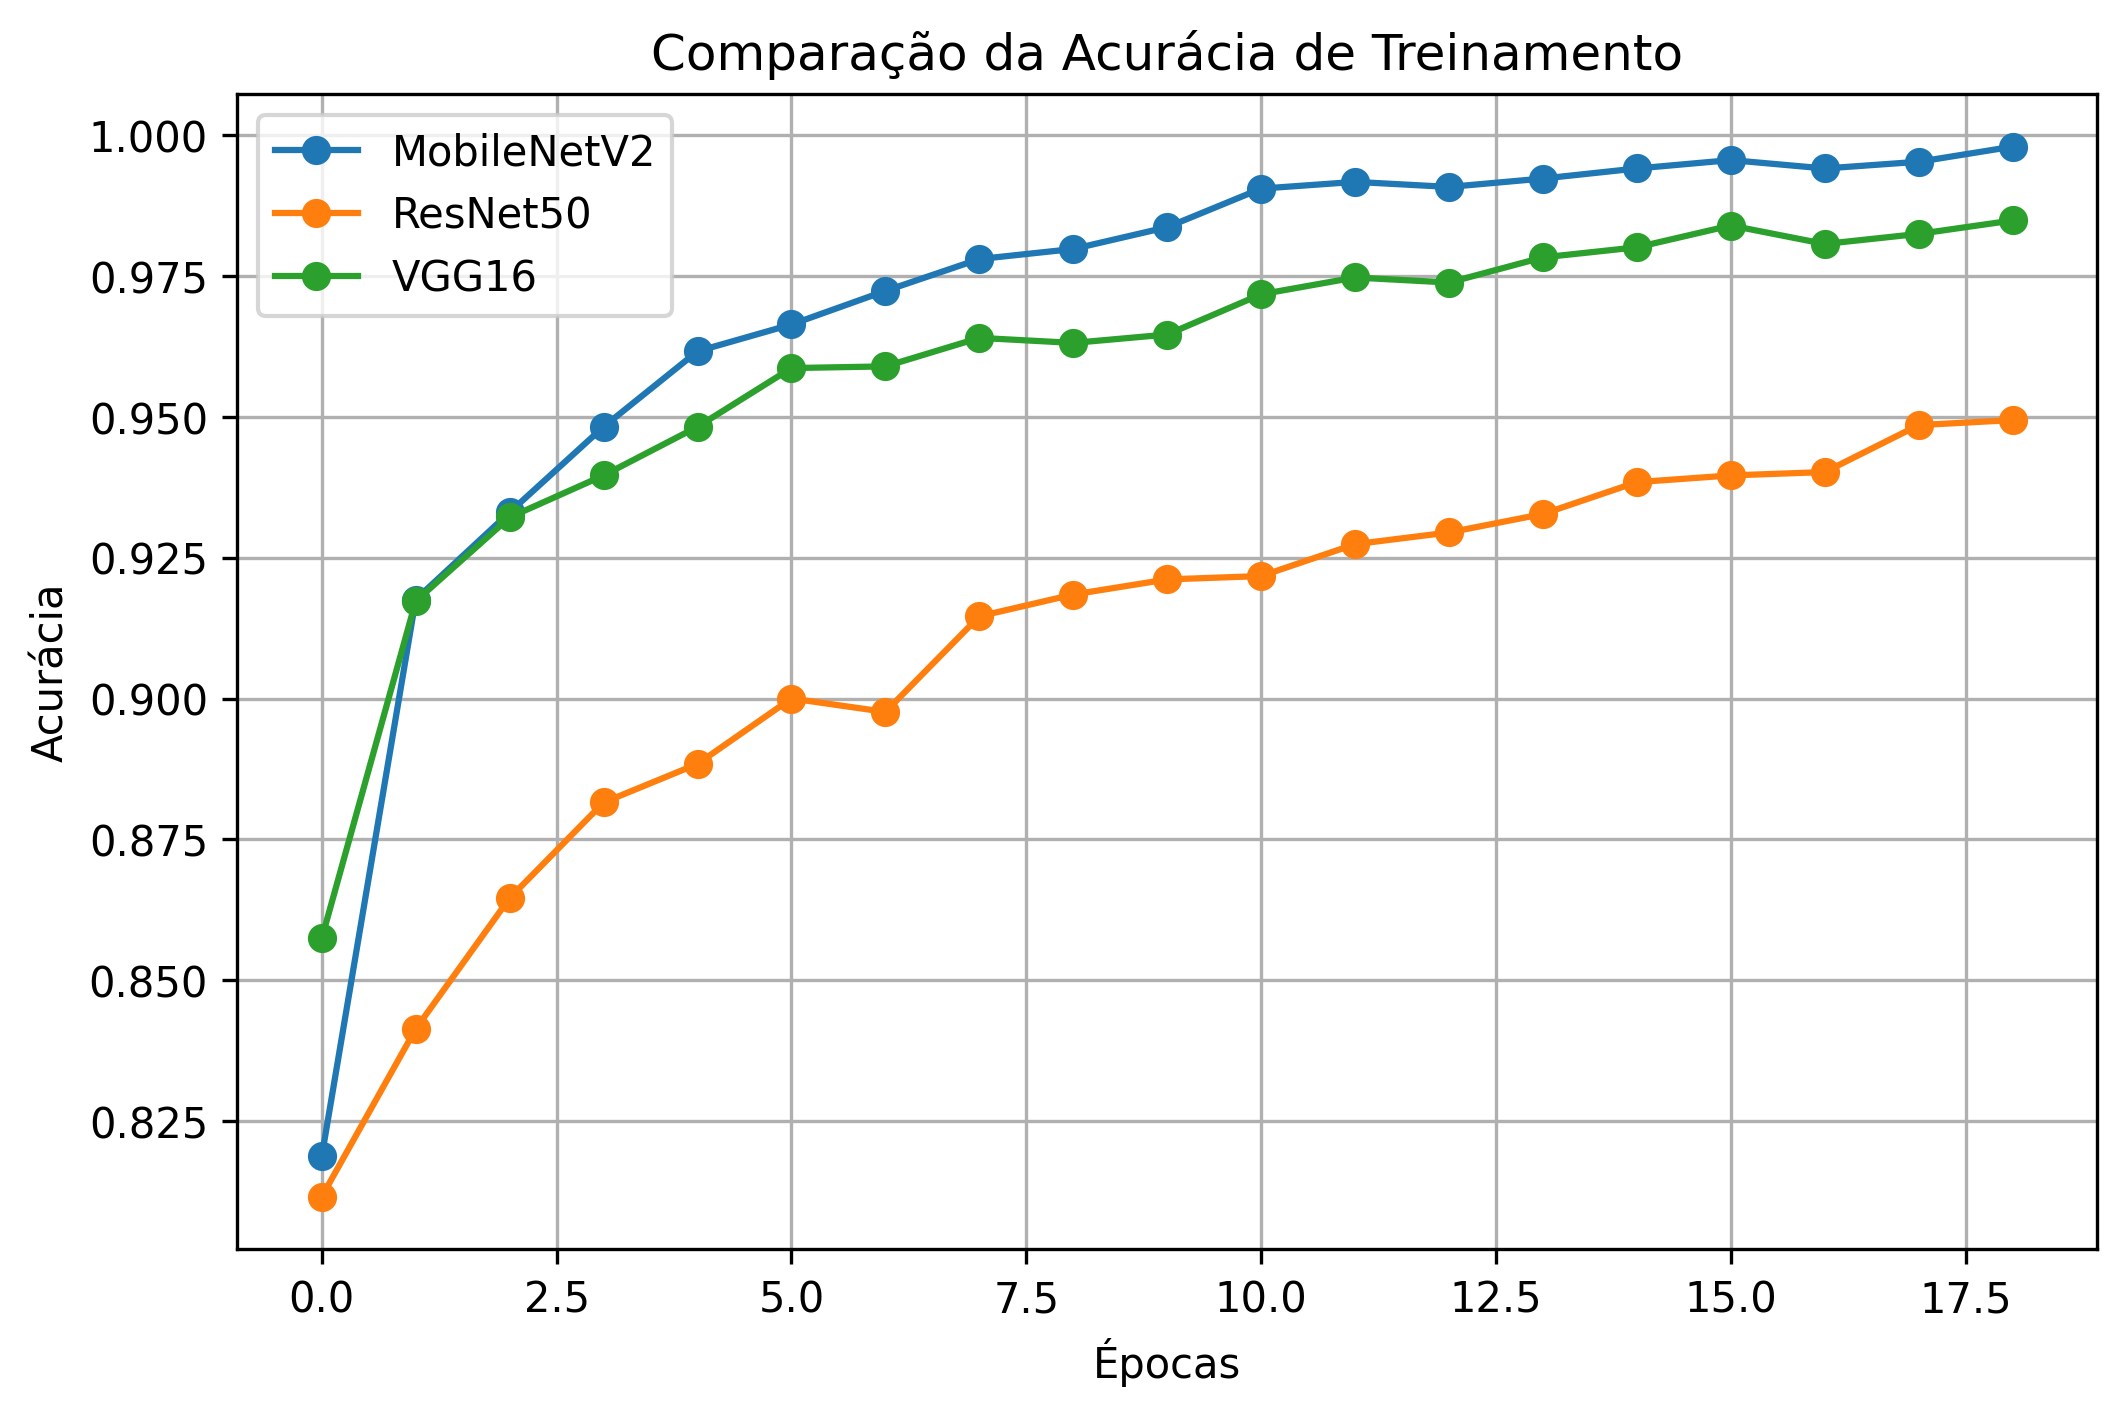 Comparação da Acurácia de Treinamento
MobileNetV2
ResNet50
VGG16
Acurácia
1.000
0.975
0.950
0.925
0.900
0.875
0.850
0.825
0.0 2.5 5.0 7.5 10.0 12.5 15.0 17.5
Épocas